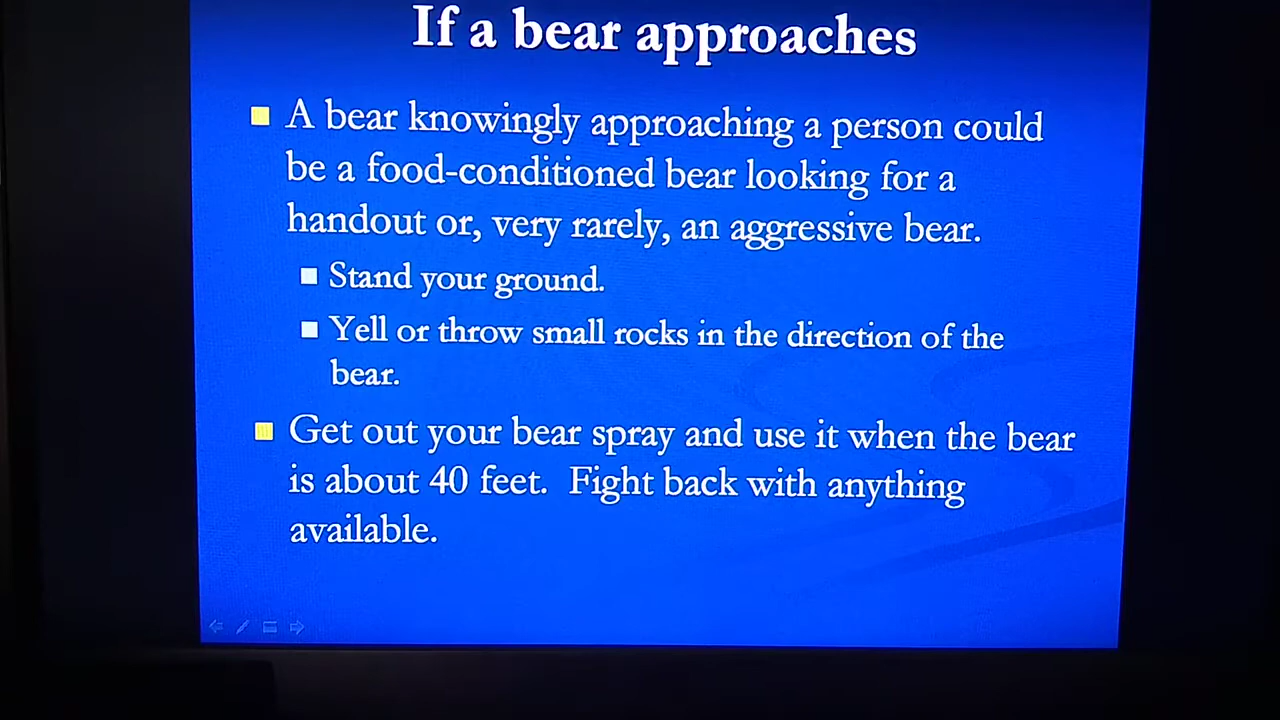 If a bear approaches
A bear knowingly approaching a person could
be a food-conditioned bear looking for a
handout or, very rarely, an aggressive bear.
Stand your ground.
Yell or throw small rocks in the direction of the
bear.
Get out your bear spray and use it when the bear
is about 40 feet.  Fight back with anything
available.